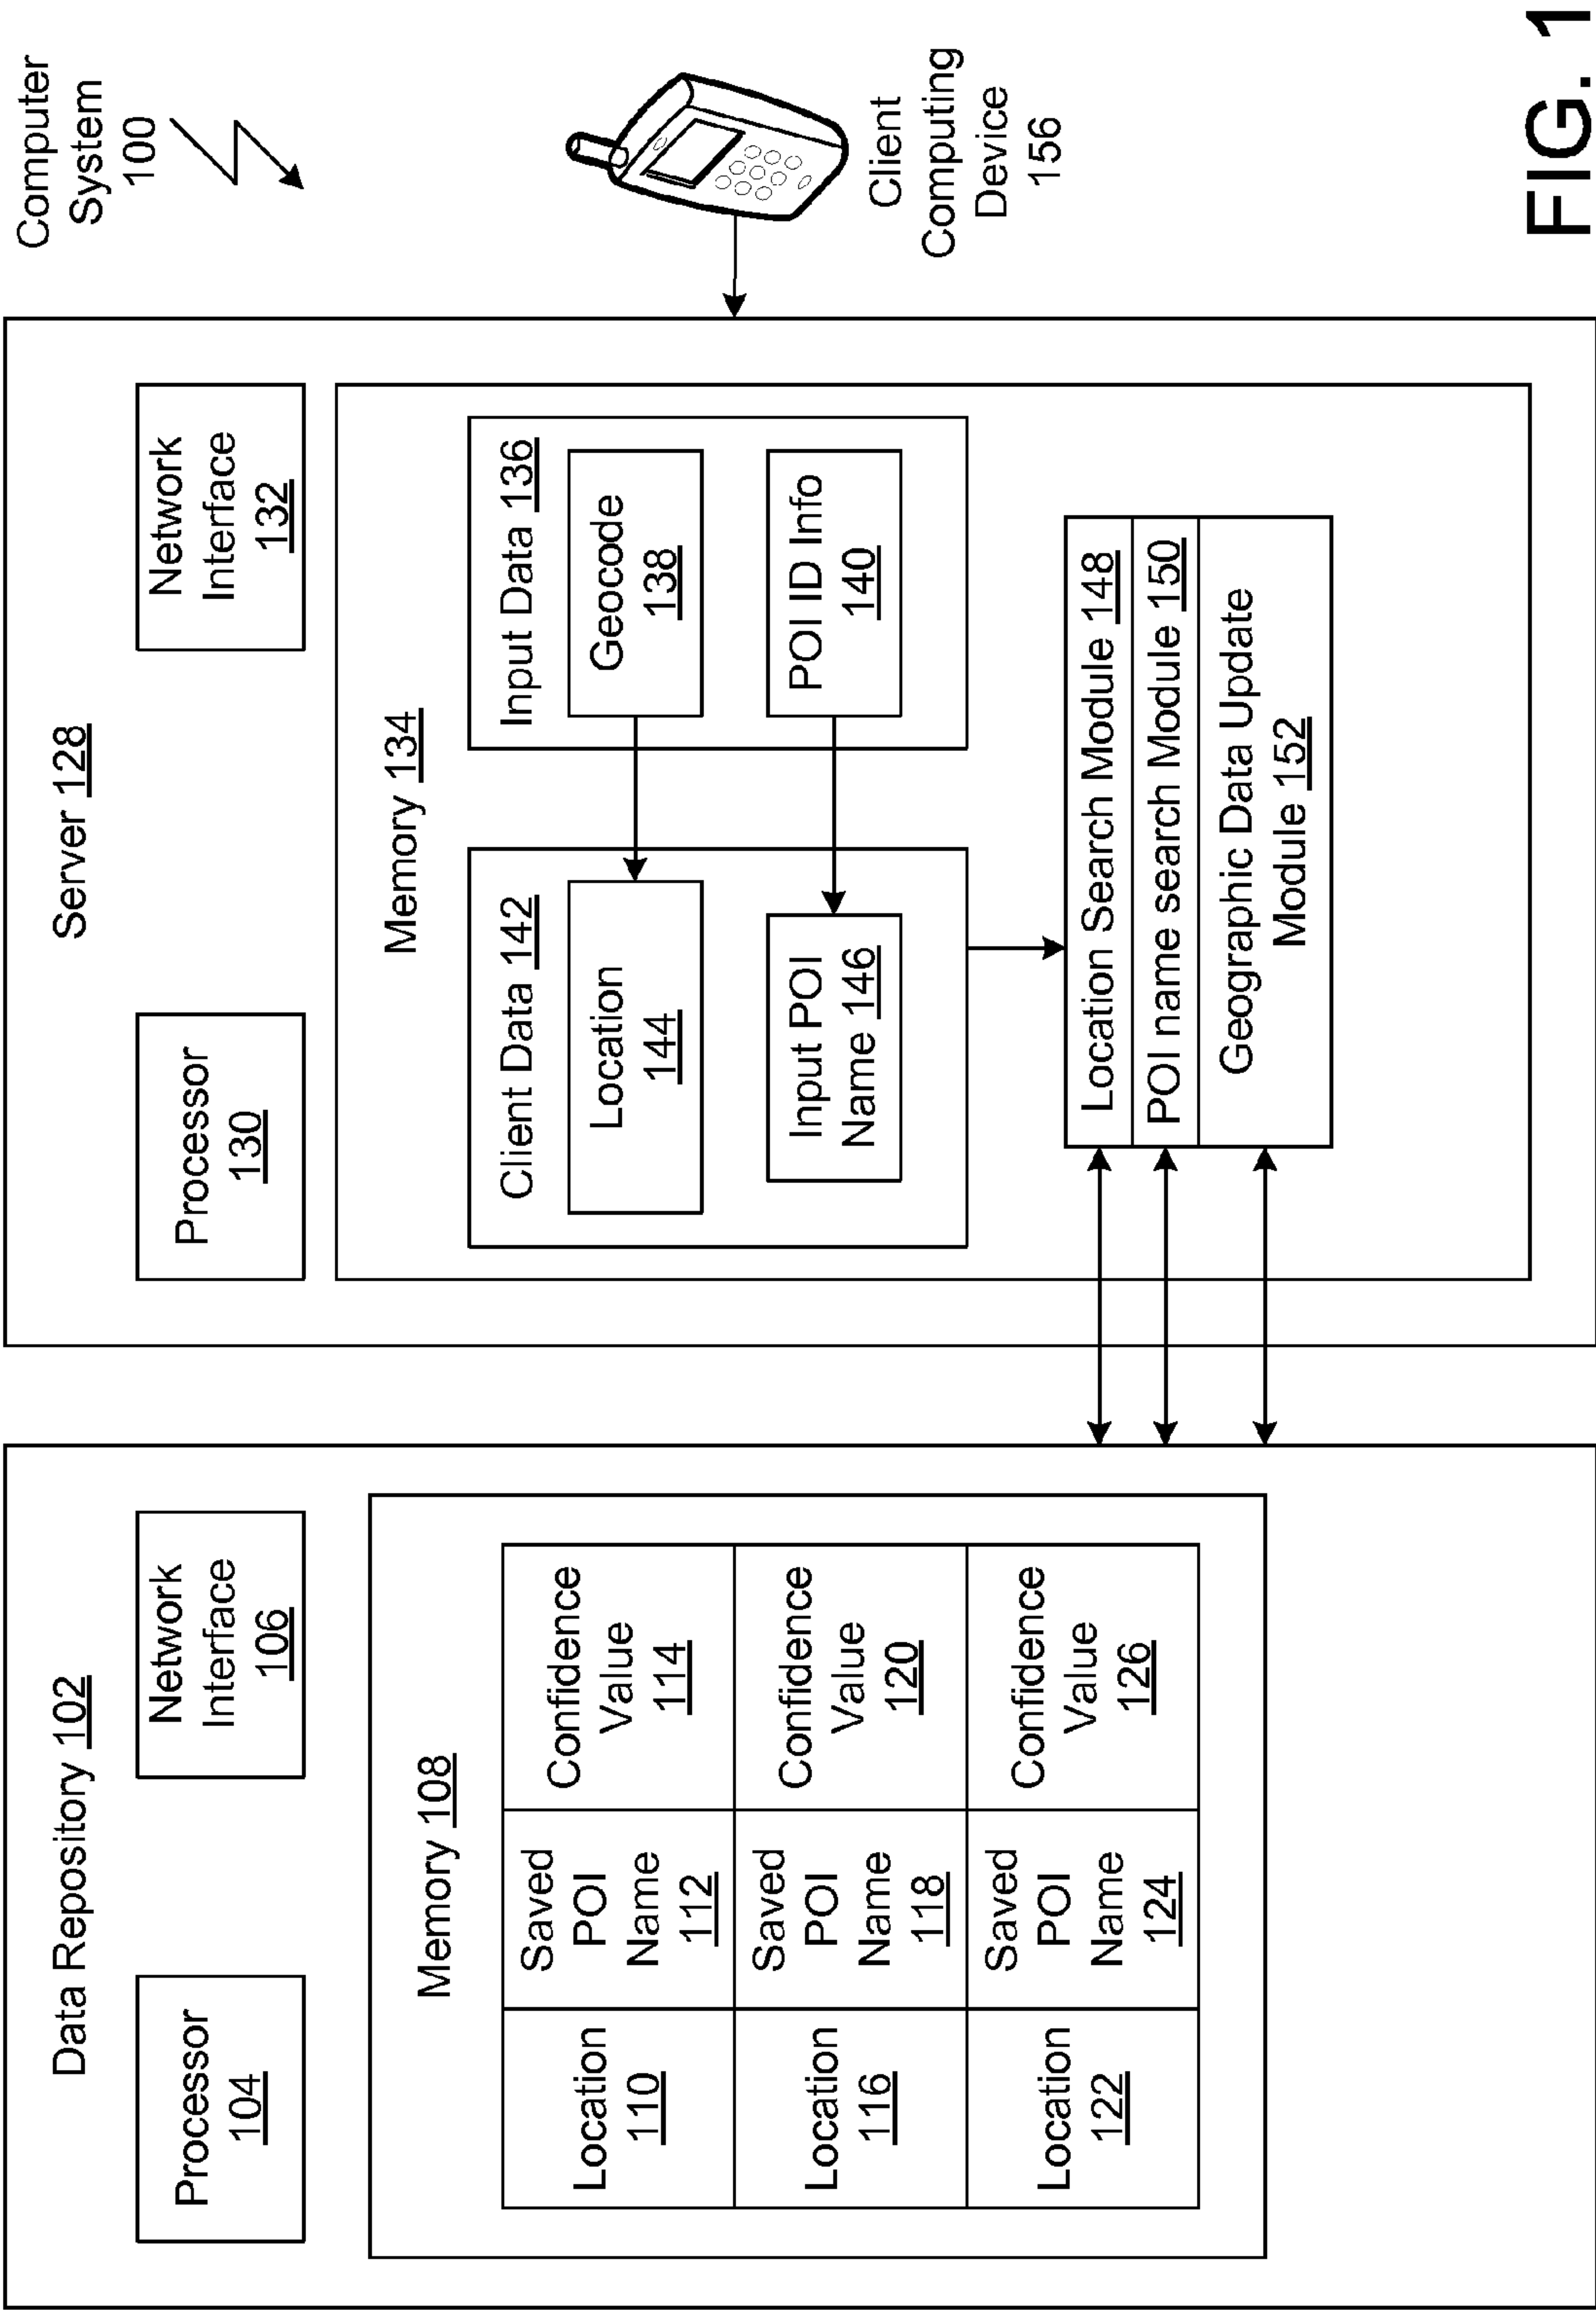 Computer
System
100
Data Repository 102
Processor
104
Network
Interface
106
Memory 108
Location
110
Saved
POI
Name
112
Confidence
Value
114
Location
116
Saved
POI
Name
118
Confidence
Value
120
Location
122
Saved
POI
Name
124
Confidence
Value
126
Server 128
Processor
130
Network
Interface
132
Memory 134
Client Data 142
Location
144
Input POI
Name 146
Input Data 136
Geocode
138
POI ID Info
140
Location Search Module 148
POI name search Module 150
Geographic Data Update
Module 152
Client
Computing
Device
156
FIG. 1